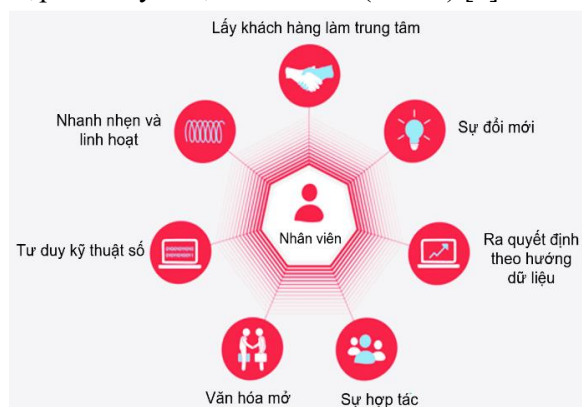 Lấy khách hàng làm trung tâm
Nhanh nhẹn và
linh hoạt
Sự đổi mới
Nhân viên
Tư duy kỹ thuật số
Ra quyết định
theo hướng
dữ liệu
Văn hóa mở
Sự hợp tác